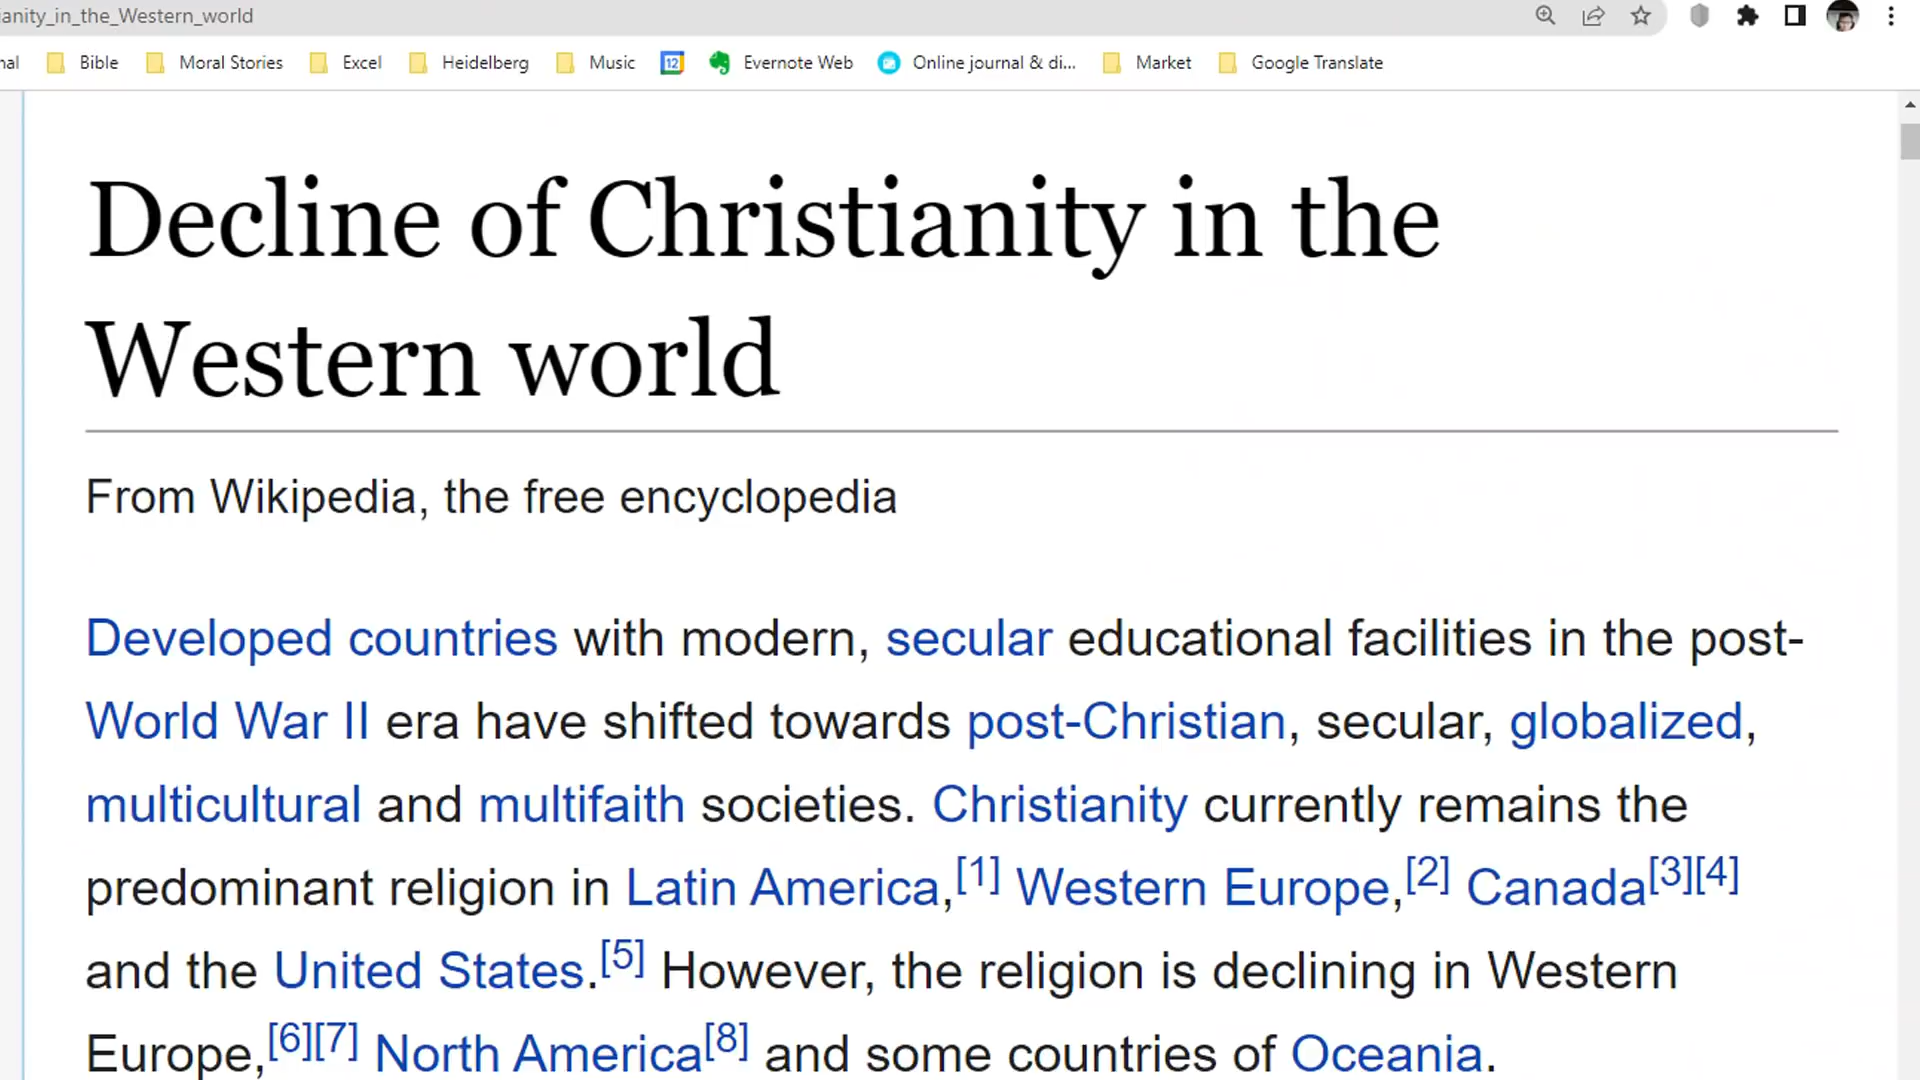 ianity_in_the_Western_world
nal Bible Moral Stories Excel Heidelberg Music 12 Evernote Web Online journal & di... Market Google Translate
Decline of Christianity in the
Western world
From Wikipedia, the free encyclopedia
Developed countries with modern, secular educational facilities in the post-
World War II era have shifted towards post-Christian, secular, globalized,
multicultural and multifaith societies. Christianity currently remains the
predominant religion in Latin America,[1] Western Europe,[2] Canada[3][4]
and the United States.[5] However, the religion is declining in Western
Europe,[6][7] North America[8] and some countries of Oceania.